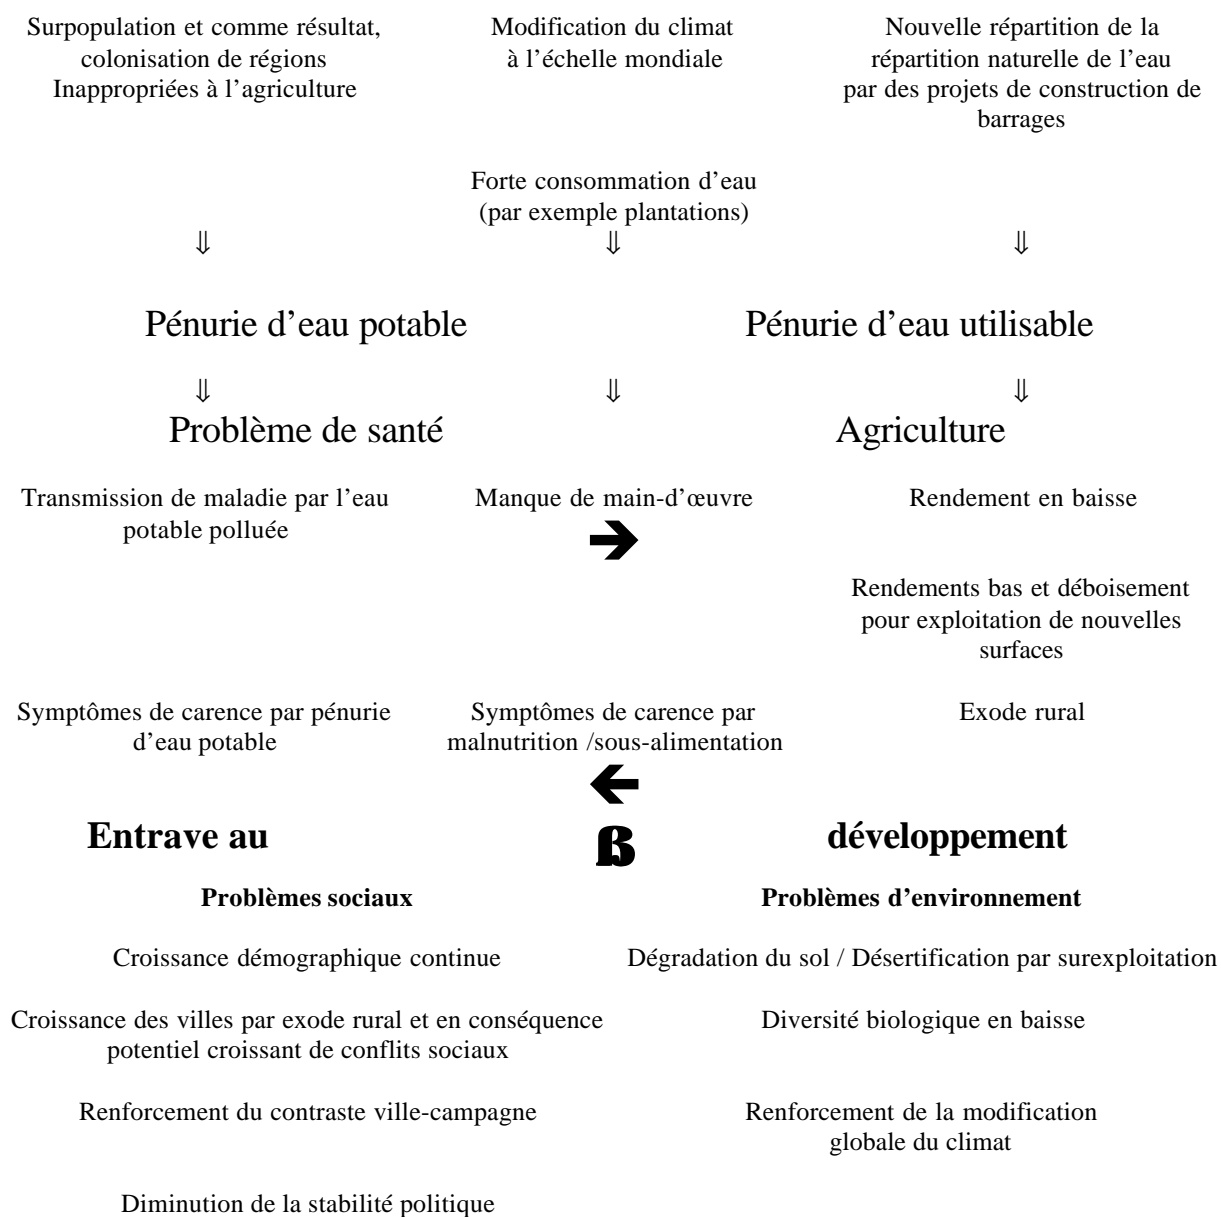 Surpopulation et comme résultat,
colonisation de régions
Inappropriées à l’agriculture
Modification du climat
à l’échelle mondiale
Nouvelle répartition de la
répartition naturelle de l’eau
par des projets de construction de
barrages
Forte consommation d’eau
(par exemple plantations)
⇓ ⇓ ⇓
Pénurie d’eau potable
Pénurie d’eau utilisable
⇓ ⇓ ⇓
Problème de santé
Agriculture
Transmission de maladie par l’eau
potable polluée
Manque de main-d’œuvre
➔
Rendement en baisse
Rendements bas et déboisement
pour exploitation de nouvelles
surfaces
Symptômes de carence par pénurie
d’eau potable
Symptômes de carence par
malnutrition /sous-alimentation
🡸
Exode rural
Entrave au ß développement
Problèmes sociaux
Problèmes d’environnement
Croissance démographique continue
Dégradation du sol / Désertification par surexploitation
Croissance des villes par exode rural et en conséquence
potentiel croissant de conflits sociaux
Diversité biologique en baisse
Renforcement du contraste ville-campagne
Renforcement de la modification
globale du climat
Diminution de la stabilité politique